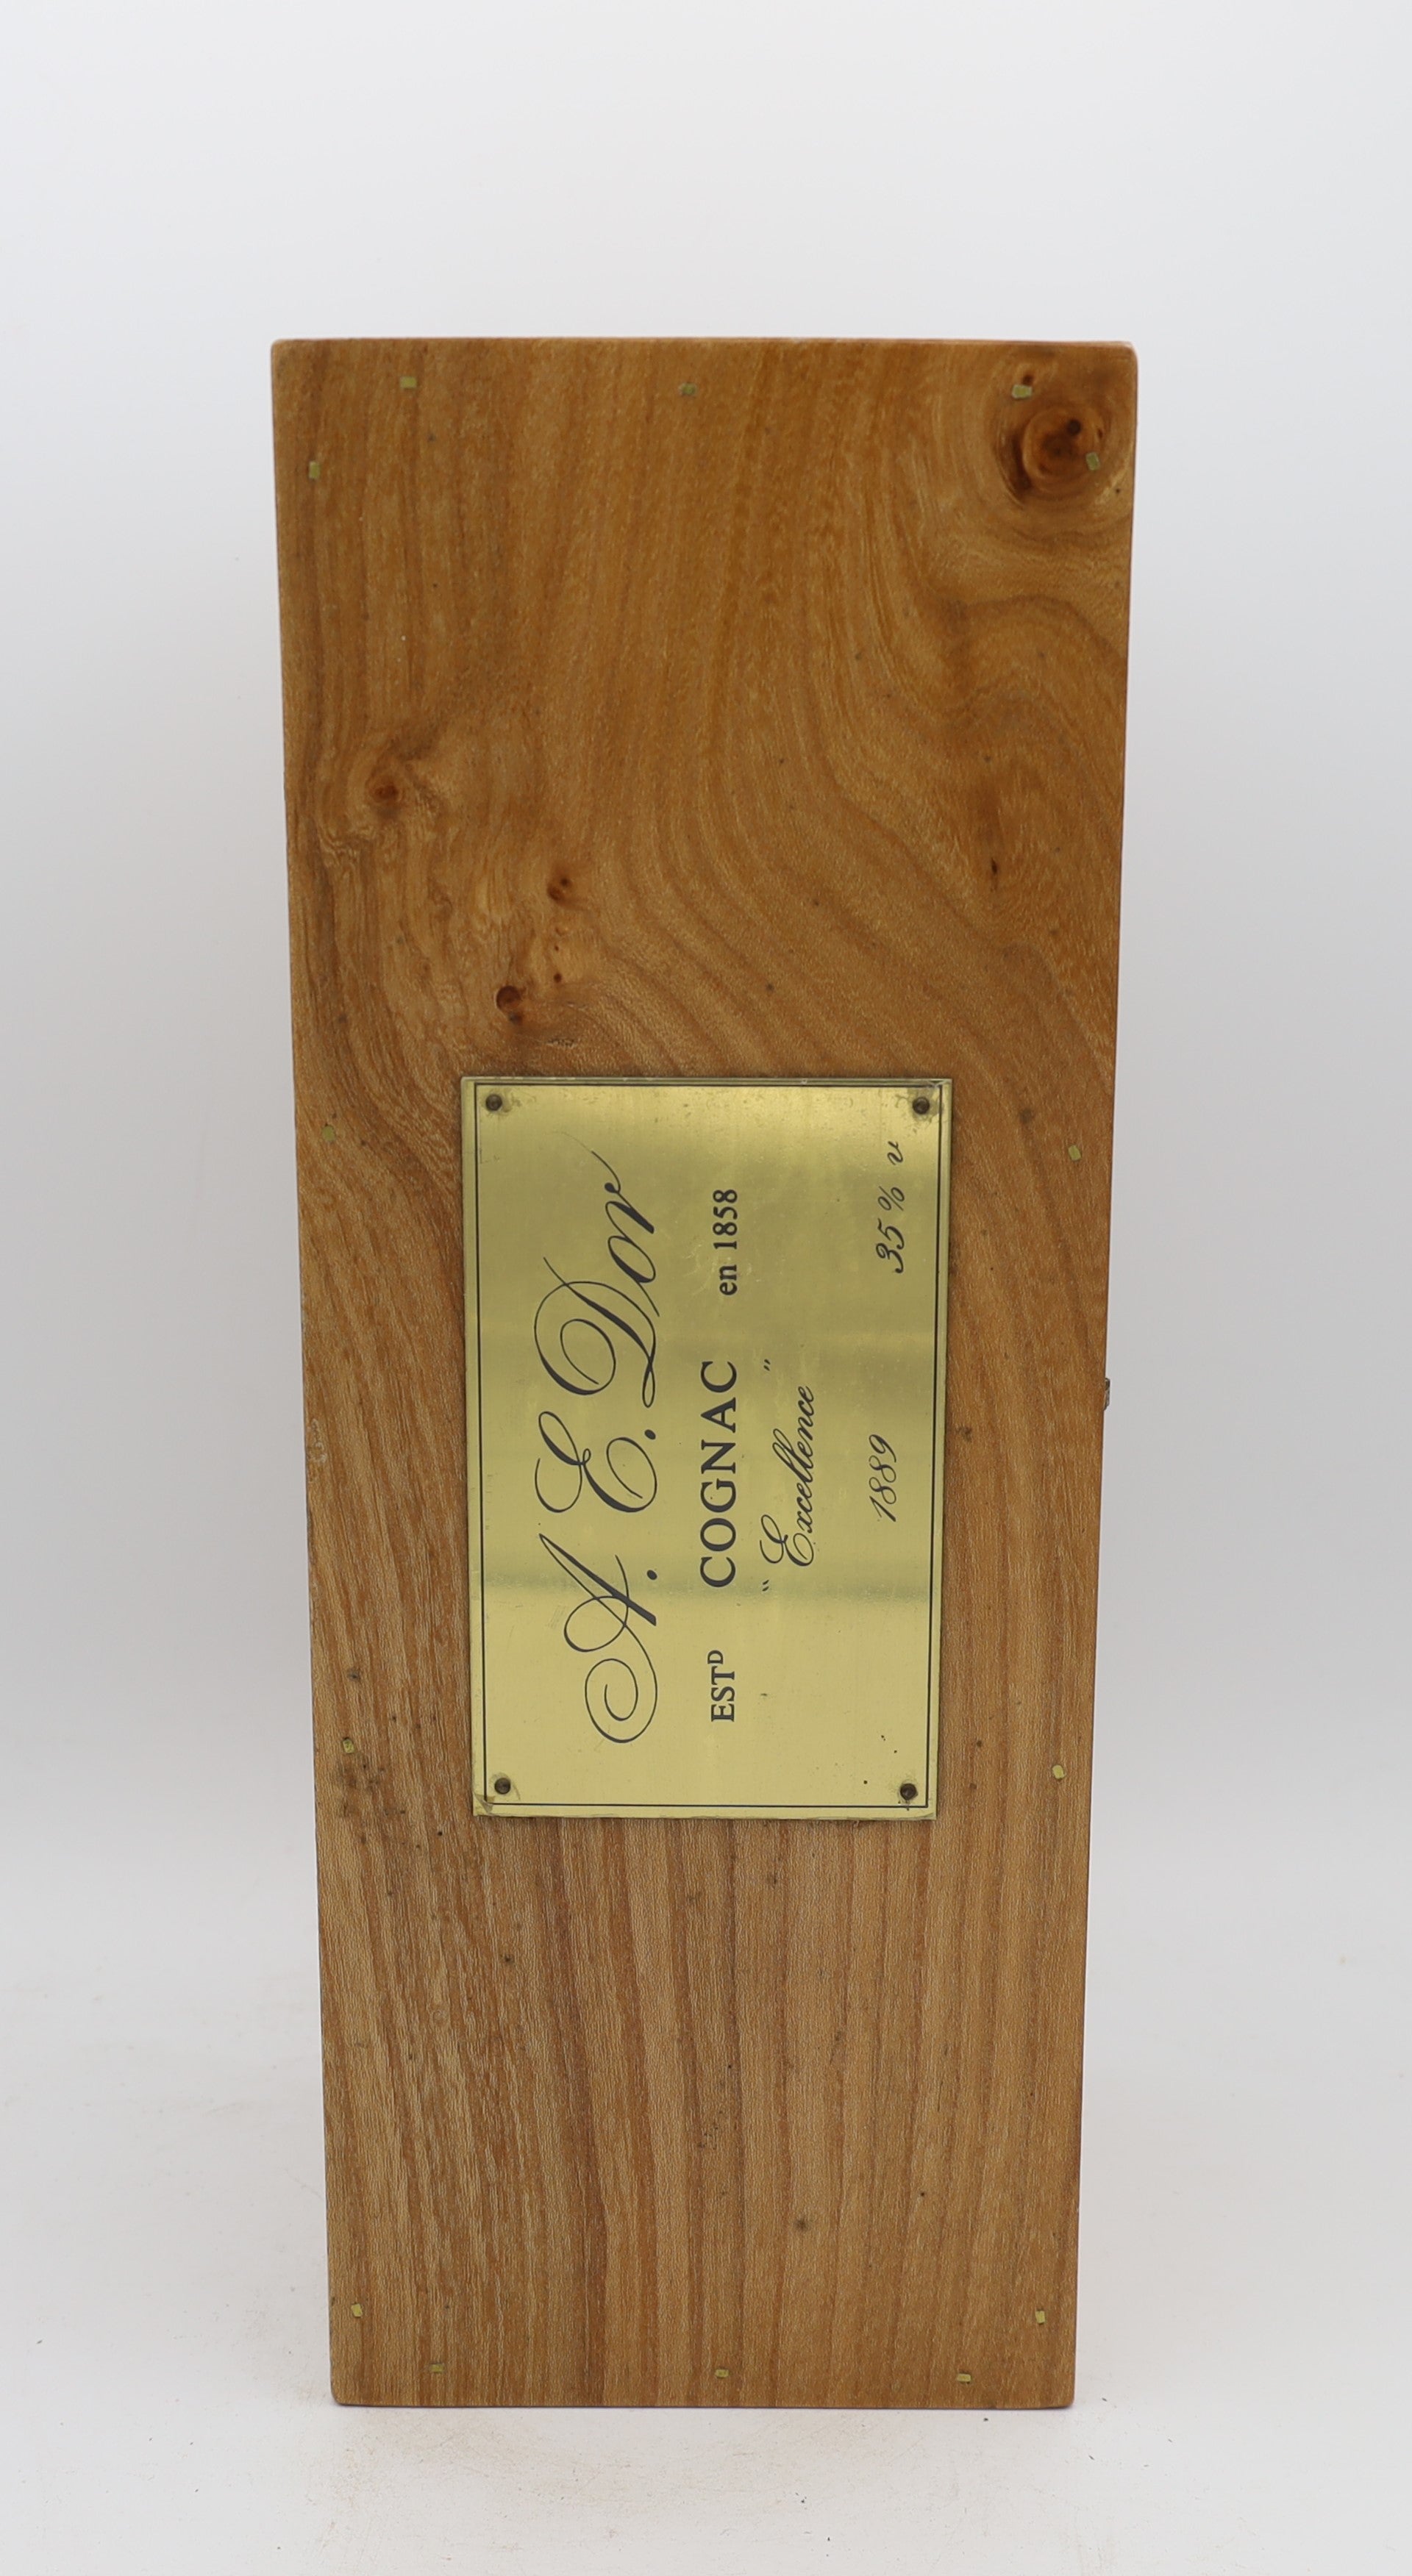 A. E. Dor
ESTD COGNAC en 1858
"Excellence"
1889 35% v